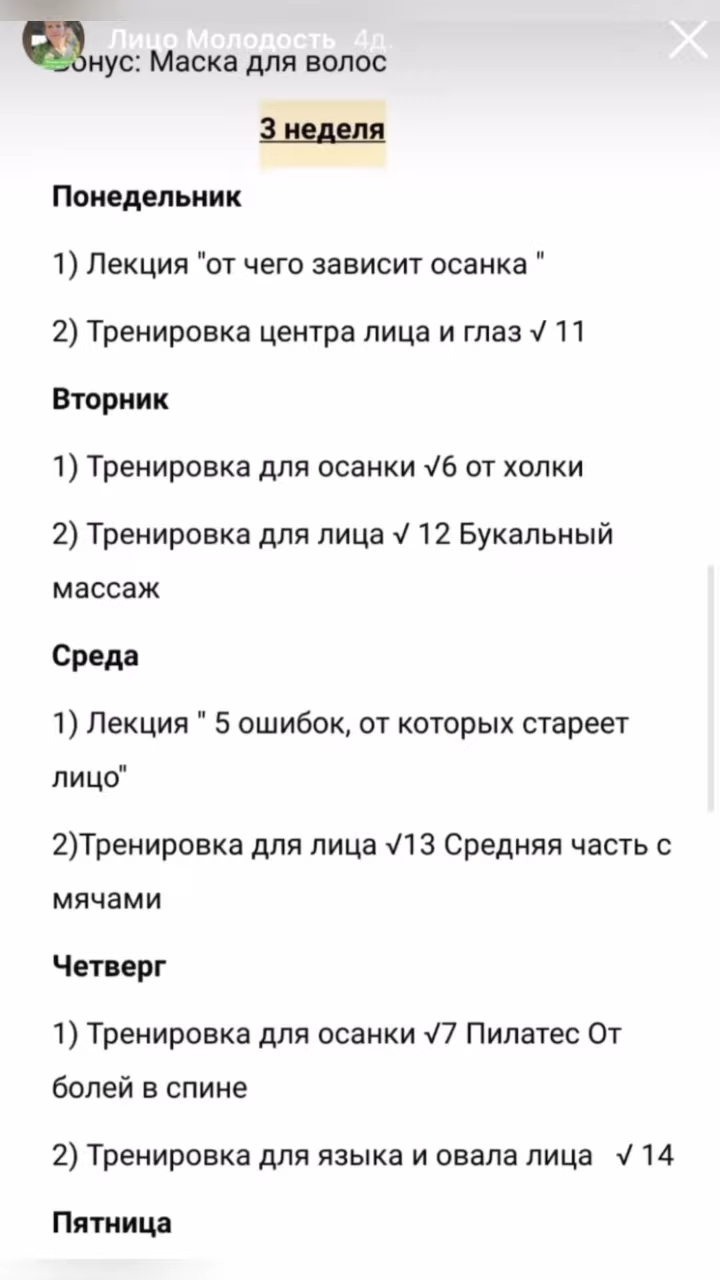 Лицо Молодость 4д.
Бонус: Маска для волос
3 неделя
Понедельник
1) Лекция "от чего зависит осанка "
2) Тренировка центра лица и глаз √ 11
Вторник
1) Тренировка для осанки √6 от холки
2) Тренировка для лица √ 12 Букальный
массаж
Среда
1) Лекция " 5 ошибок, от которых стареет
лицо"
2)Тренировка для лица √13 Средняя часть с
мячами
Четверг
1) Тренировка для осанки √7 Пилатес От
болей в спине
2) Тренировка для языка и овала лица   √ 14
Пятница